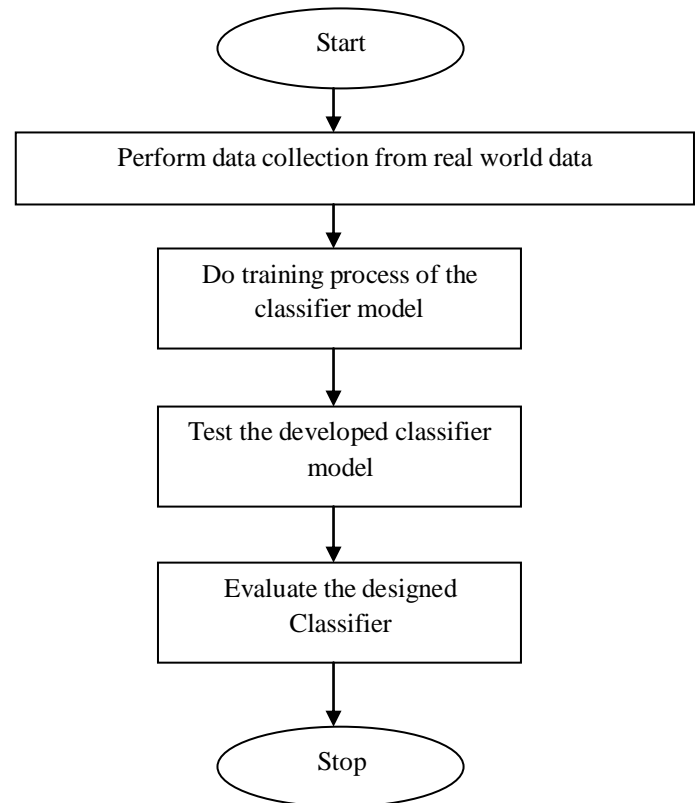 Start
Perform data collection from real world data
Do training process of the
classifier model
Test the developed classifier
model
Evaluate the designed
Classifier
Stop